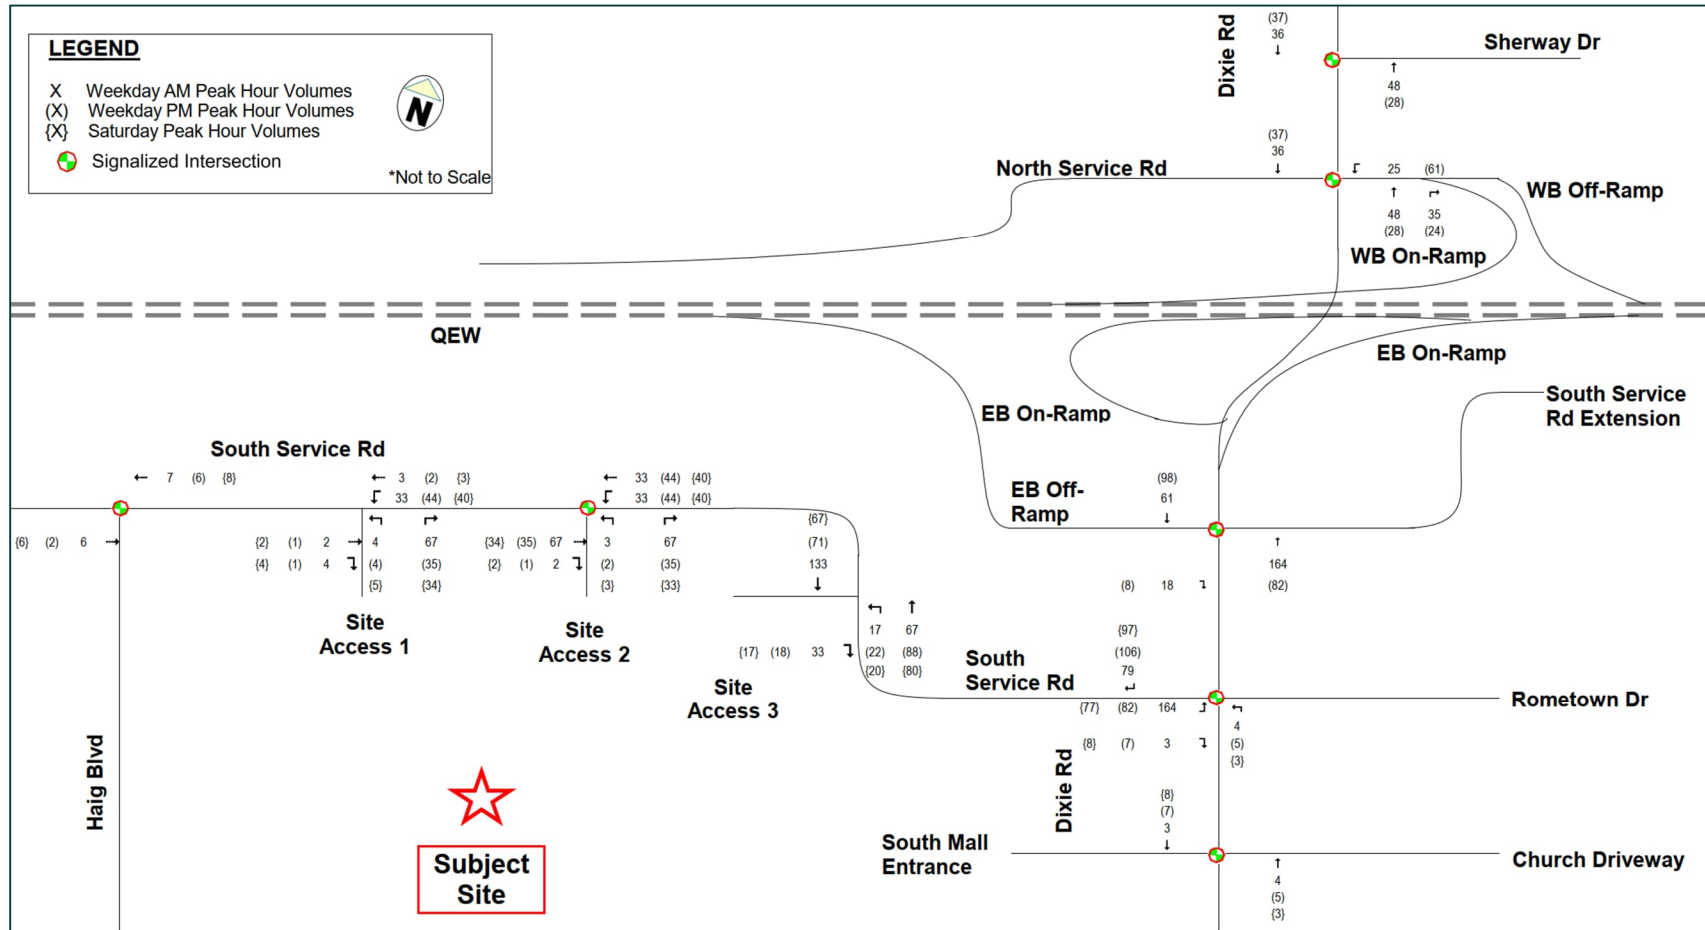 LEGEND
X Weekday AM Peak Hour Volumes
(X) Weekday PM Peak Hour Volumes
{X} Saturday Peak Hour Volumes
Signalized Intersection
N
*Not to Scale
Dixie Rd
(37)
36
Sherway Dr
48
(28)
(37)
36
North Service Rd
25 (61)
WB Off-Ramp
48 35
(28) (24)
WB On-Ramp
QEW
EB On-Ramp
EB On-Ramp
South Service
Rd Extension
South Service Rd
7 (6) {8}
3 (2) {3}
33 (44) {40}
33 (44) {40}
33 (44) {40}
{6} (2) 6
{2} (1) 2
{4} (1) 4
4 67
(4) (35)
{5} {34}
{34} (35) 67
{2} (1) 2
3 67
(2) (35)
{3} {33}
{67}
(71)
133
EB Off-
Ramp
(98)
61
164
(82)
(8) 18
Site
Access 1
Site
Access 2
17 67
(22) (88)
{20} {80}
{17} (18) 33
Site
Access 3
South
Service Rd
{97}
(106)
79
{77} (82) 164
{8} (7) 3
4
(5)
{3}
Rometown Dr
Haig Blvd
Dixie Rd
{8}
(7)
3
South Mall
Entrance
Church Driveway
4
(5)
{3}
Subject
Site